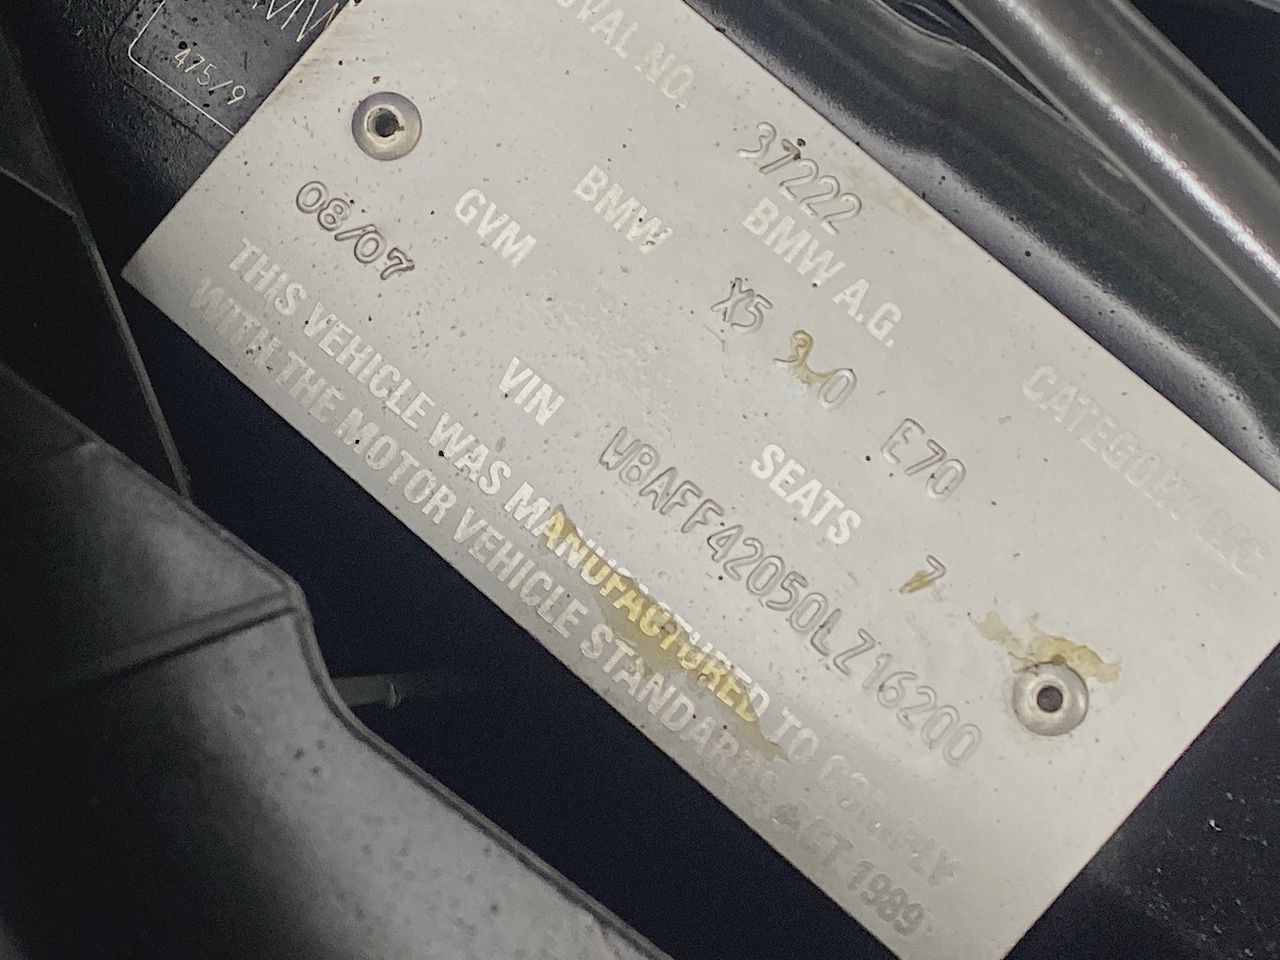 475/9
OVAL NO. 37222 CATEGORY
BMW A.G.
BMW X5 3.0 E70
GVM SEATS 7
08/07 VIN WBAFF42050LZ16200
THIS VEHICLE WAS MANUFACTURED TO COMPLY
WITH THE MOTOR VEHICLE STANDARDS ACT 1989